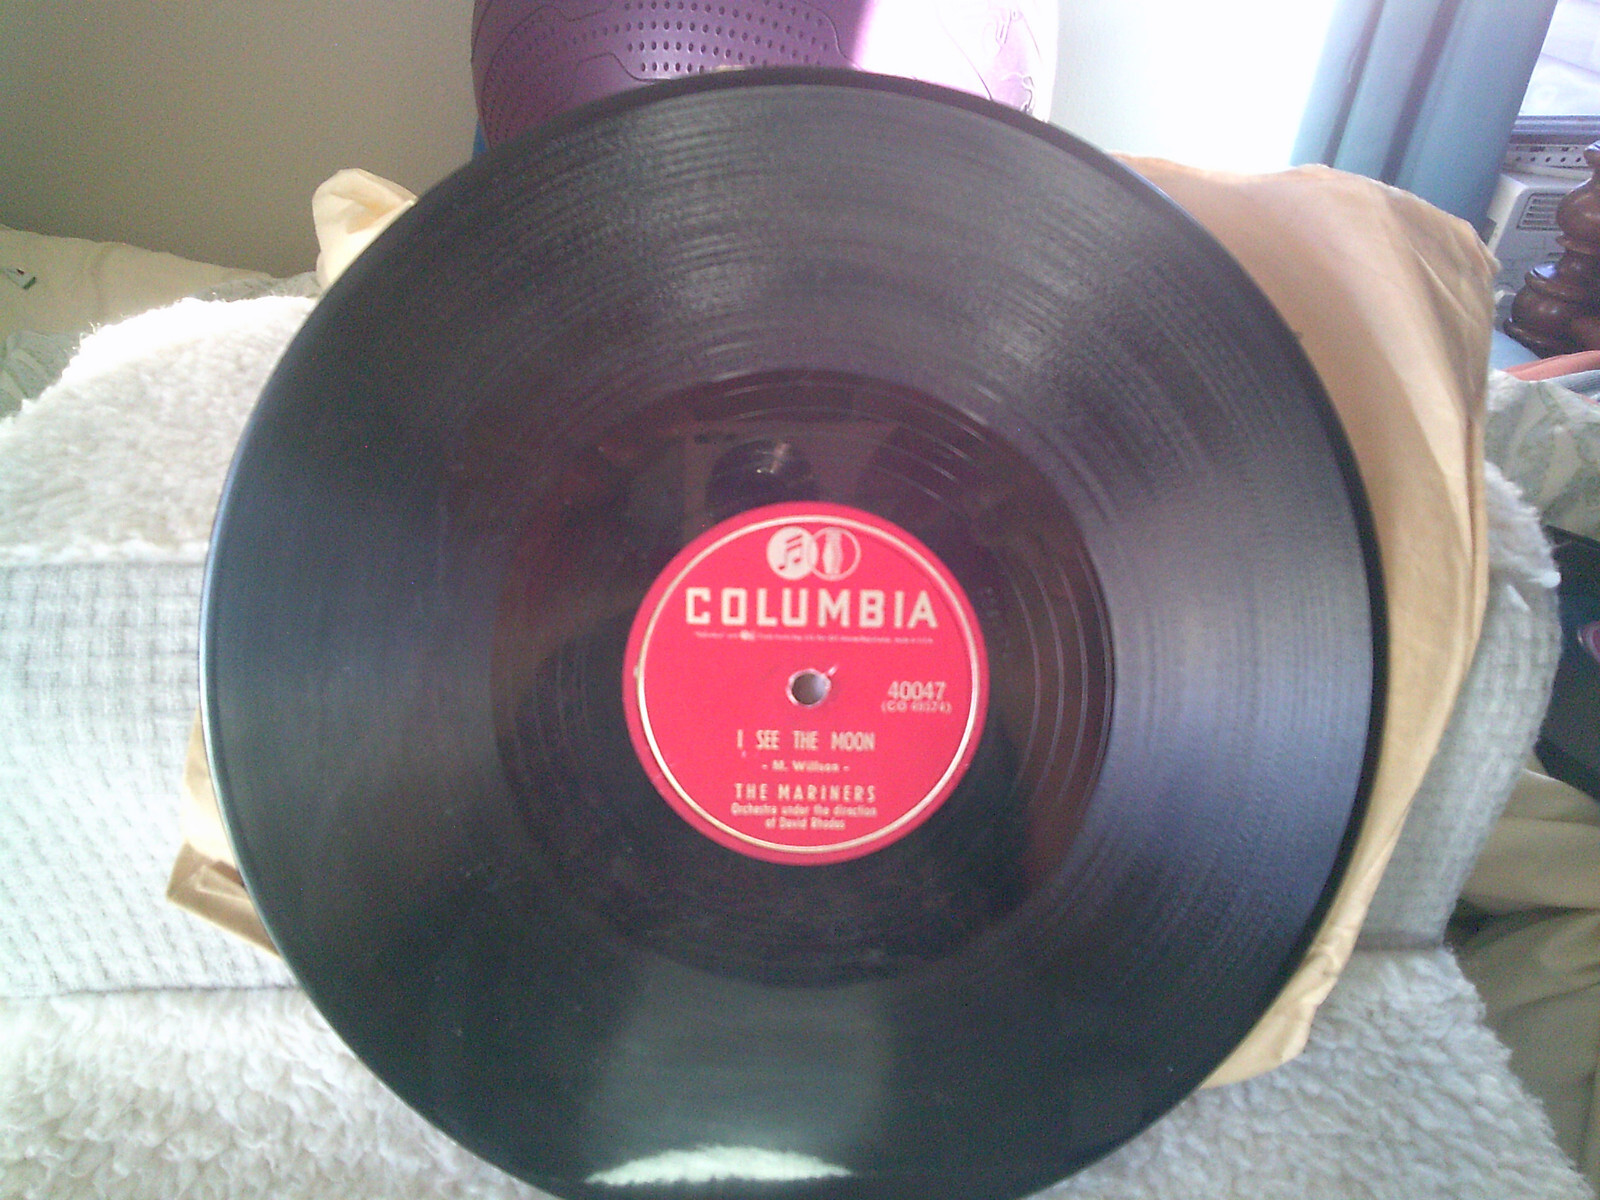 COLUMBIA
40047
I SEE THE MOON
- M. Willson -
THE MARINERS
Orchestra under the direction
of David Rhodes